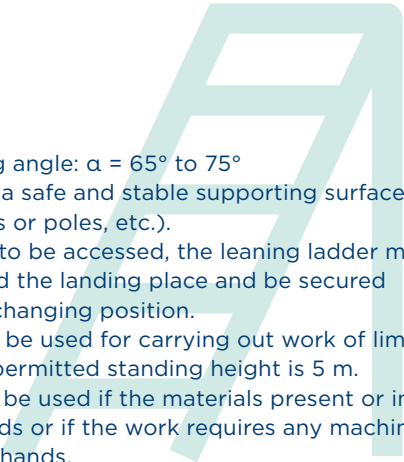 g angle: α = 65° to 75°
a safe and stable supporting surface
s or poles, etc.).
to be accessed, the leaning ladder m
d the landing place and be secured
changing position.
be used for carrying out work of lim
permitted standing height is 5 m.
be used if the materials present or in
ds or if the work requires any machin
hands.